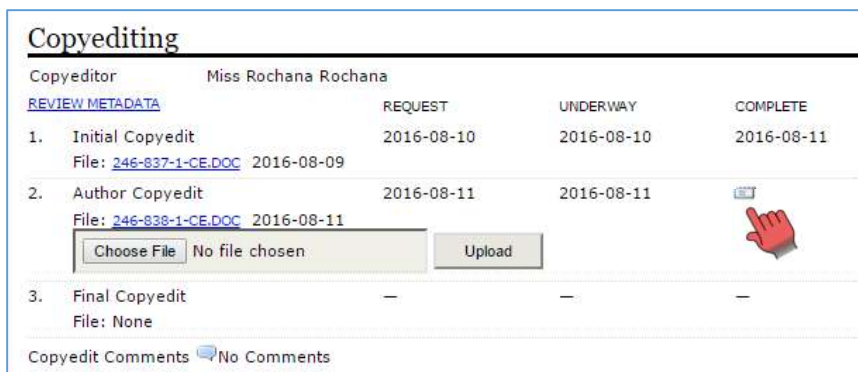 Copyediting
Copyeditor Miss Rochana Rochana
REVIEW METADATA REQUEST UNDERWAY COMPLETE
1. Initial Copyedit 2016-08-10 2016-08-10 2016-08-11
File: 246-837-1-CE.DOC 2016-08-09
2. Author Copyedit 2016-08-11 2016-08-11
File: 246-838-1-CE.DOC 2016-08-11
Choose File No file chosen Upload
3. Final Copyedit — — —
File: None
Copyedit Comments No Comments